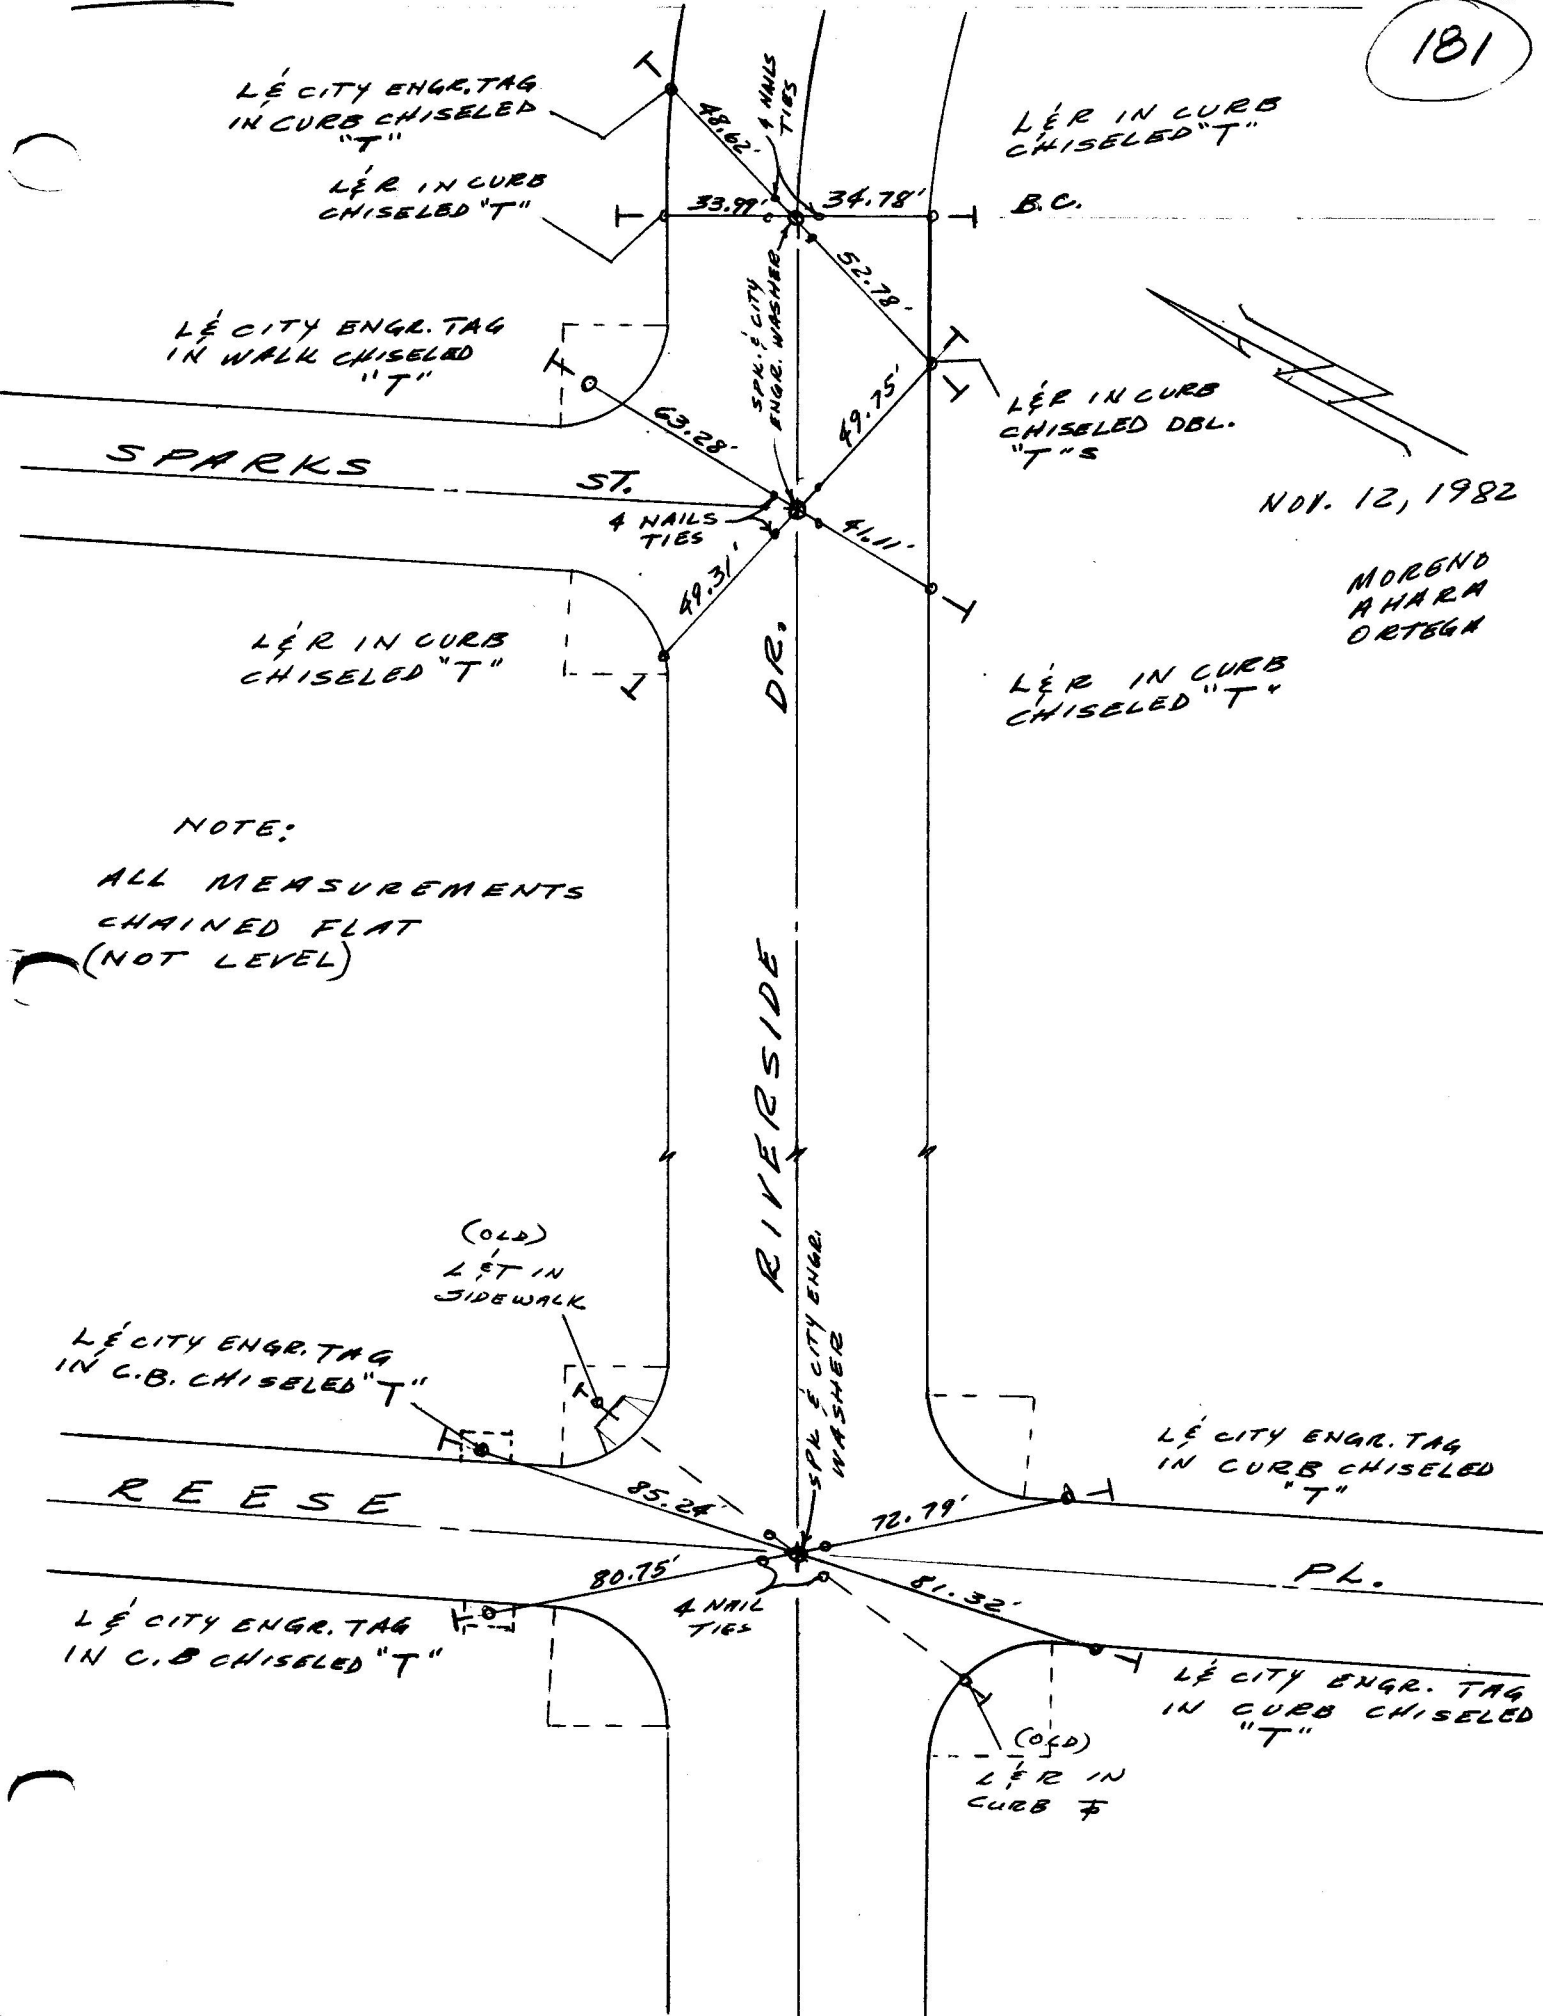 181
L & CITY ENGR. TAG
IN CURB CHISELED
"T"
48.62'
4 NAILS
TIES
L & R IN CURB
CHISELED "T"
L & R IN CURB
CHISELED "T"
33.99'
34.78'
B.C.
SPK. & CITY
ENGR. WASHER
52.78'
L & CITY ENGR. TAG
IN WALK CHISELED
"T"
63.28'
49.75'
L & R IN CURB
CHISELED DBL.
"T"S
SPARKS
ST.
4 NAILS
TIES
41.11'
49.31'
NOV. 12, 1982
MORENO
AHARA
ORTEGA
L & R IN CURB
CHISELED "T"
DR.
L & R IN CURB
CHISELED "T"
NOTE:
ALL MEASUREMENTS
CHAINED FLAT
(NOT LEVEL)
RIVERSIDE
(OLD)
L & T IN
SIDEWALK
SPK & CITY ENGR.
WASHER
L & CITY ENGR. TAG
IN C.B. CHISELED "T"
L & CITY ENGR. TAG
IN CURB CHISELED
"T"
REESE
85.24'
72.79'
80.75'
4 NAIL
TIES
81.32'
PL.
L & CITY ENGR. TAG
IN C.B CHISELED "T"
L & CITY ENGR. TAG
IN CURB CHISELED
"T"
(OLD)
L & R IN
CURB T